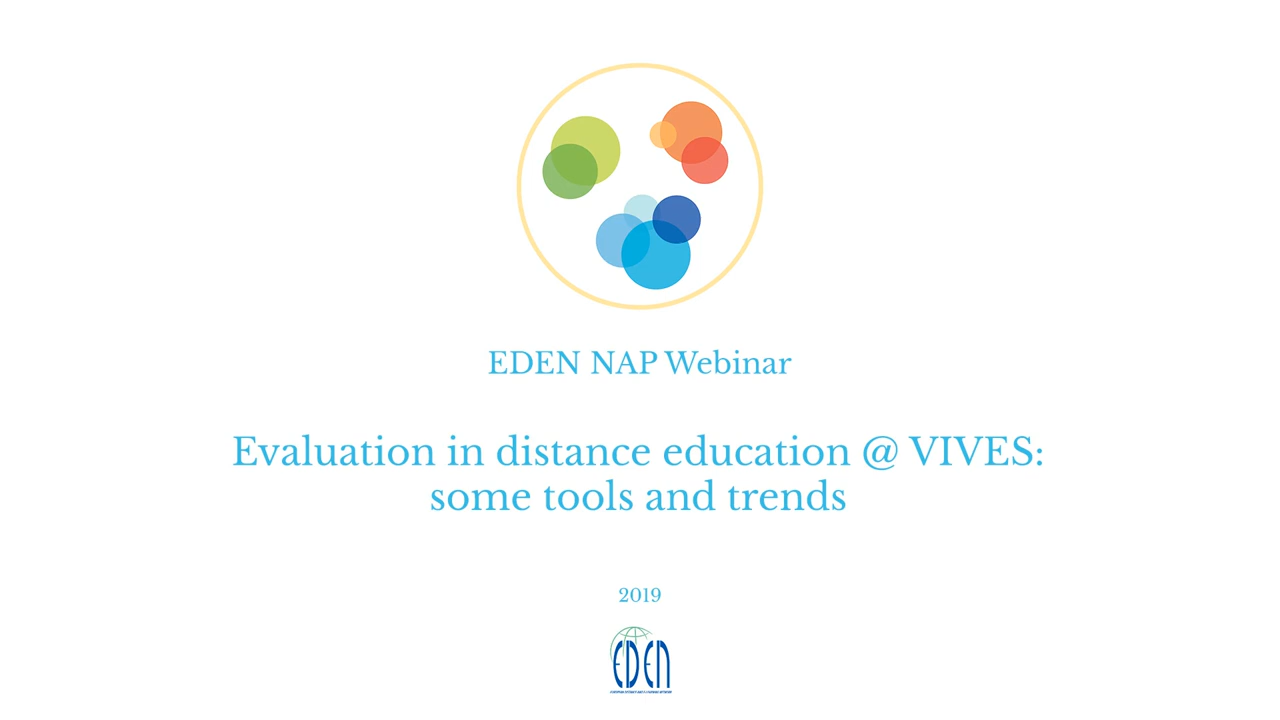 EDEN NAP Webinar
Evaluation in distance education @ VIVES:
some tools and trends
2019
EDEN